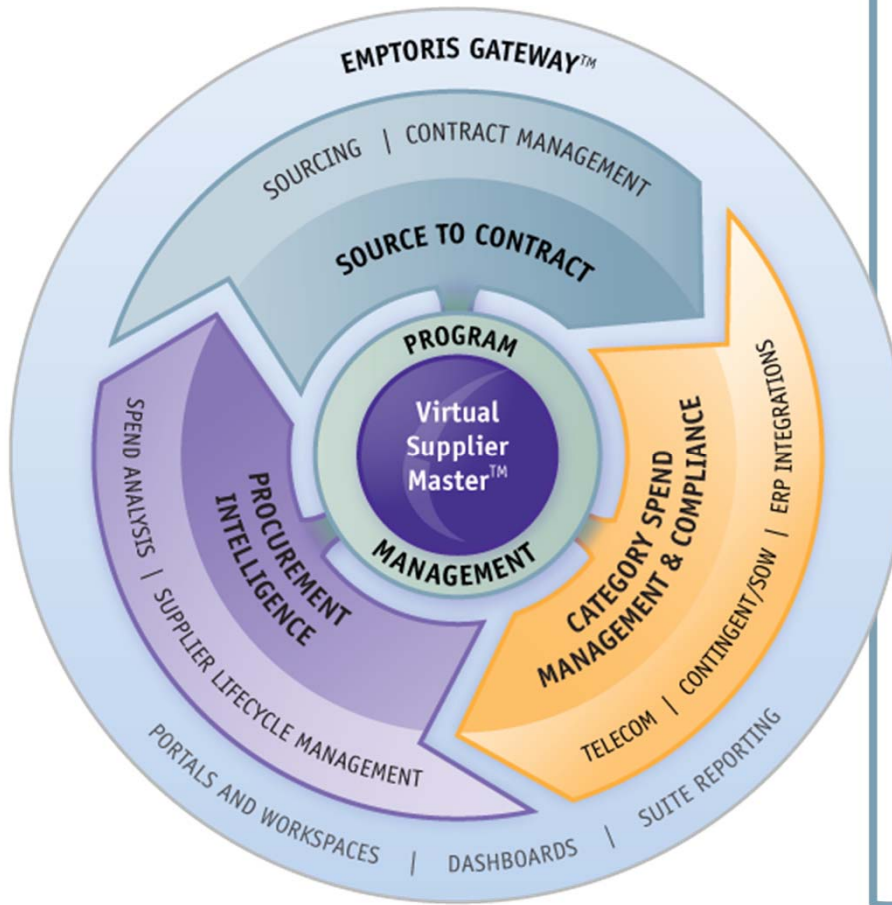 EMPTORIS GATEWAY™
SOURCING | CONTRACT MANAGEMENT
SOURCE TO CONTRACT
PROGRAM
MANAGEMENT
Virtual
Supplier
Master™
CATEGORY SPEND
MANAGEMENT & COMPLIANCE
TELECOM | CONTINGENT/SOW | ERP INTEGRATIONS
PROCUREMENT
INTELLIGENCE
SPEND ANALYSIS | SUPPLIER LIFECYCLE MANAGEMENT
PORTALS AND WORKSPACES | DASHBOARDS | SUITE REPORTING